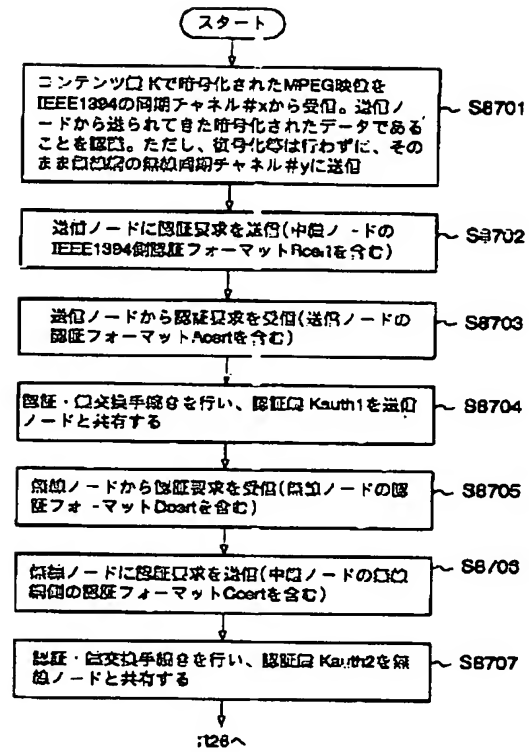 スタート
コンテンツ鍵Kで暗号化されたMPEG映像を
IEEE1394の同期チャネル#xから受信。送信ノ
ードから送られてきた暗号化されたデータである
ことを認識。ただし、復号化等は行わずに、その
まま無線網の無線同期チャネル#yに送信
S8701
送信ノードに認証要求を送信(中継ノードの
IEEE1394側認証フォーマットBcertを含む)
S8702
送信ノードから認証要求を受信(送信ノードの
認証フォーマットAcertを含む)
S8703
認証・鍵交換手続きを行い、認証鍵Kauth1を送信
ノードと共有する
S8704
無線ノードから認証要求を受信(無線ノードの認
証フォーマットDcertを含む)
S8705
無線ノードに認証要求を送信(中継ノードの無線
網側の認証フォーマットCcertを含む)
S8706
認証・鍵交換手続きを行い、認証鍵Kauth2を無
線ノードと共有する
S8707
図26へ